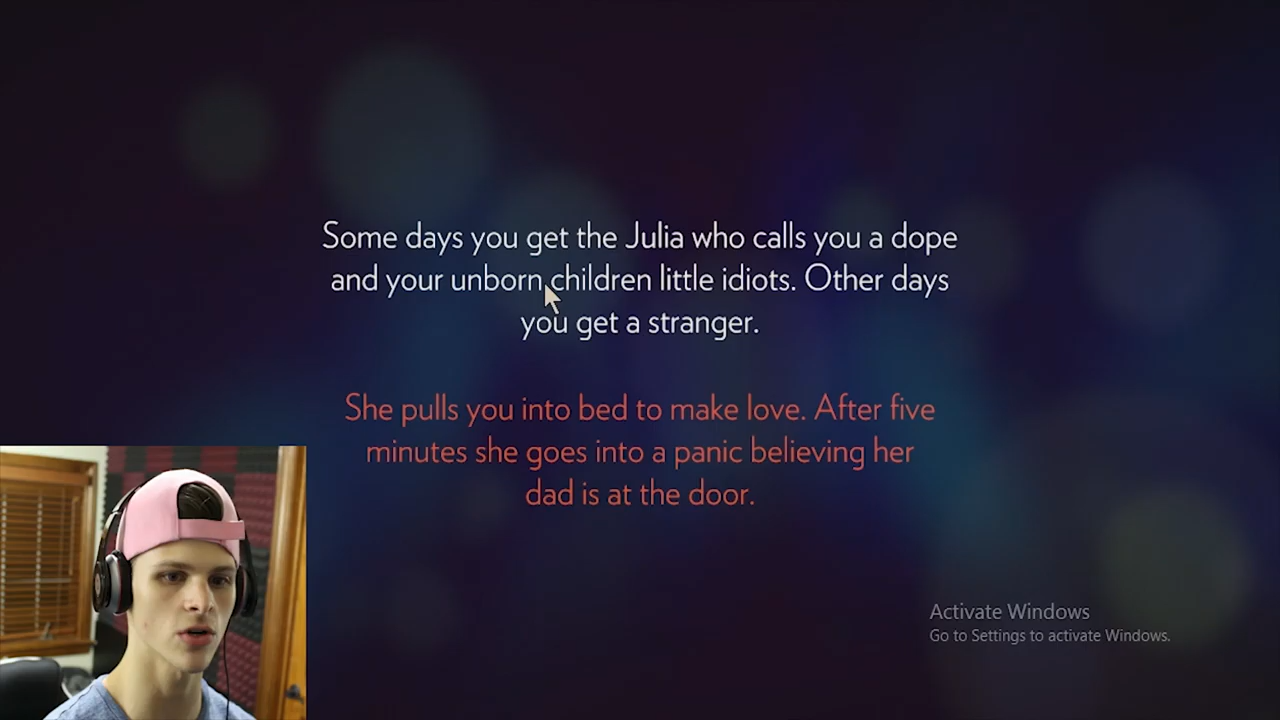 Some days you get the Julia who calls you a dope
and your unborn children little idiots. Other days
you get a stranger.
She pulls you into bed to make love. After five
minutes she goes into a panic believing her
dad is at the door.
Activate Windows
Go to Settings to activate Windows.